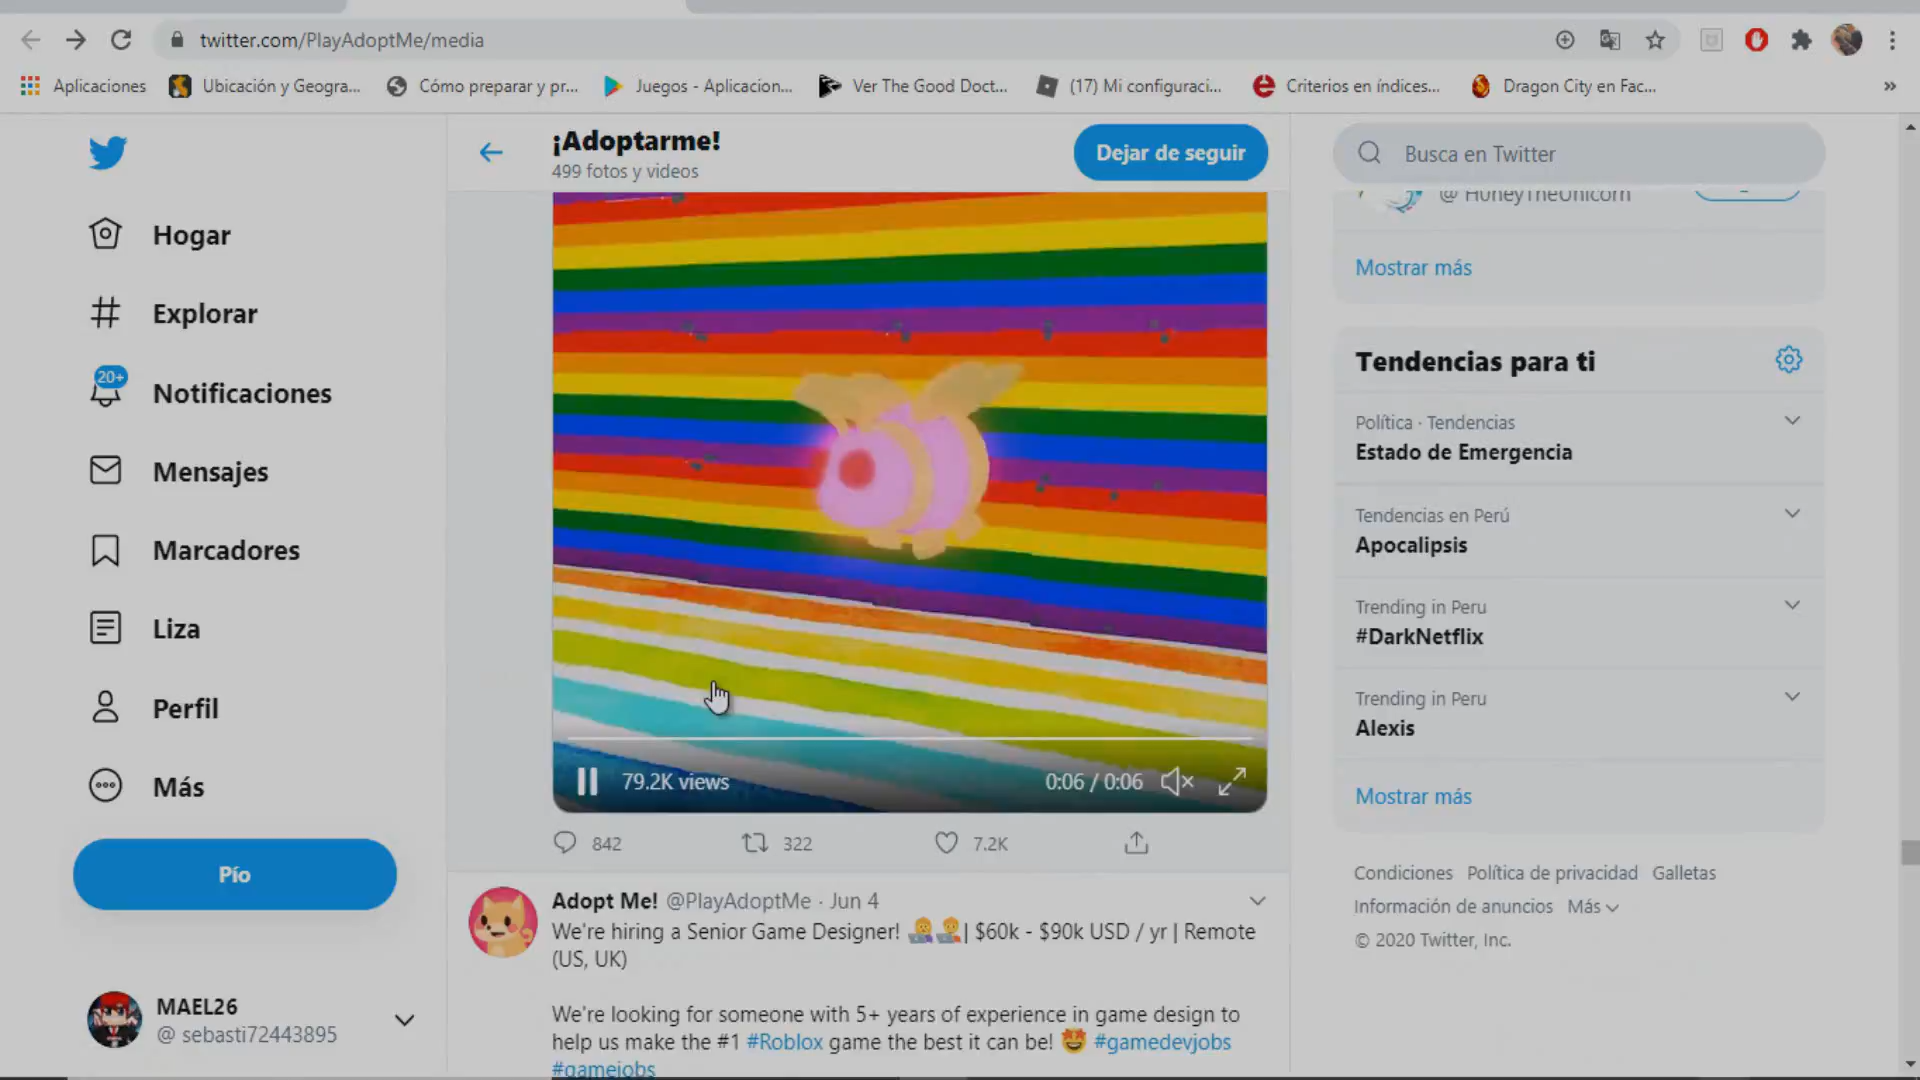 twitter.com/PlayAdoptMe/media
Aplicaciones
Ubicación y Geogra...
Cómo preparar y pr...
Juegos - Aplicacion...
Ver The Good Doct...
(17) Mi configuraci...
Criterios en índices...
Dragon City en Fac...
»
Hogar
Explorar
20+
Notificaciones
Mensajes
Marcadores
Liza
Perfil
Más
Pío
MAEL26
@ sebasti72443895
¡Adoptarme!
499 fotos y videos
Dejar de seguir
79.2K views
0:06 / 0:06
842
322
7.2K
Adopt Me! @PlayAdoptMe · Jun 4
We're hiring a Senior Game Designer! | $60k - $90k USD / yr | Remote
(US, UK)
We're looking for someone with 5+ years of experience in game design to
help us make the #1 #Roblox game the best it can be! #gamedevjobs
#gamejobs
Busca en Twitter
@ HuneyTheUnicorn
Mostrar más
Tendencias para ti
Política · Tendencias
Estado de Emergencia
Tendencias en Perú
Apocalipsis
Trending in Peru
#DarkNetflix
Trending in Peru
Alexis
Mostrar más
Condiciones Política de privacidad Galletas
Información de anuncios Más
© 2020 Twitter, Inc.